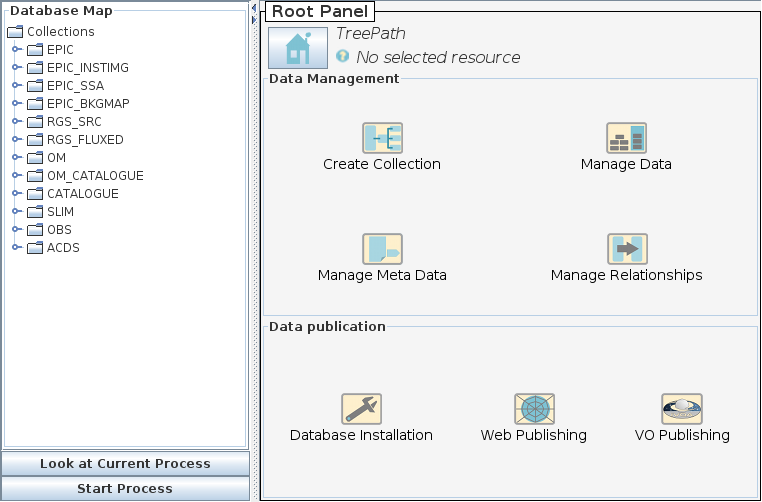 Database Map
Collections
EPIC
EPIC_INSTIMG
EPIC_SSA
EPIC_BKGMAP
RGS_SRC
RGS_FLUXED
OM
OM_CATALOGUE
CATALOGUE
SLIM
OBS
ACDS
Look at Current Process
Start Process
Root Panel
TreePath
? No selected resource
Data Management
Create Collection
Manage Data
Manage Meta Data
Manage Relationships
Data publication
Database Installation
Web Publishing
VO Publishing